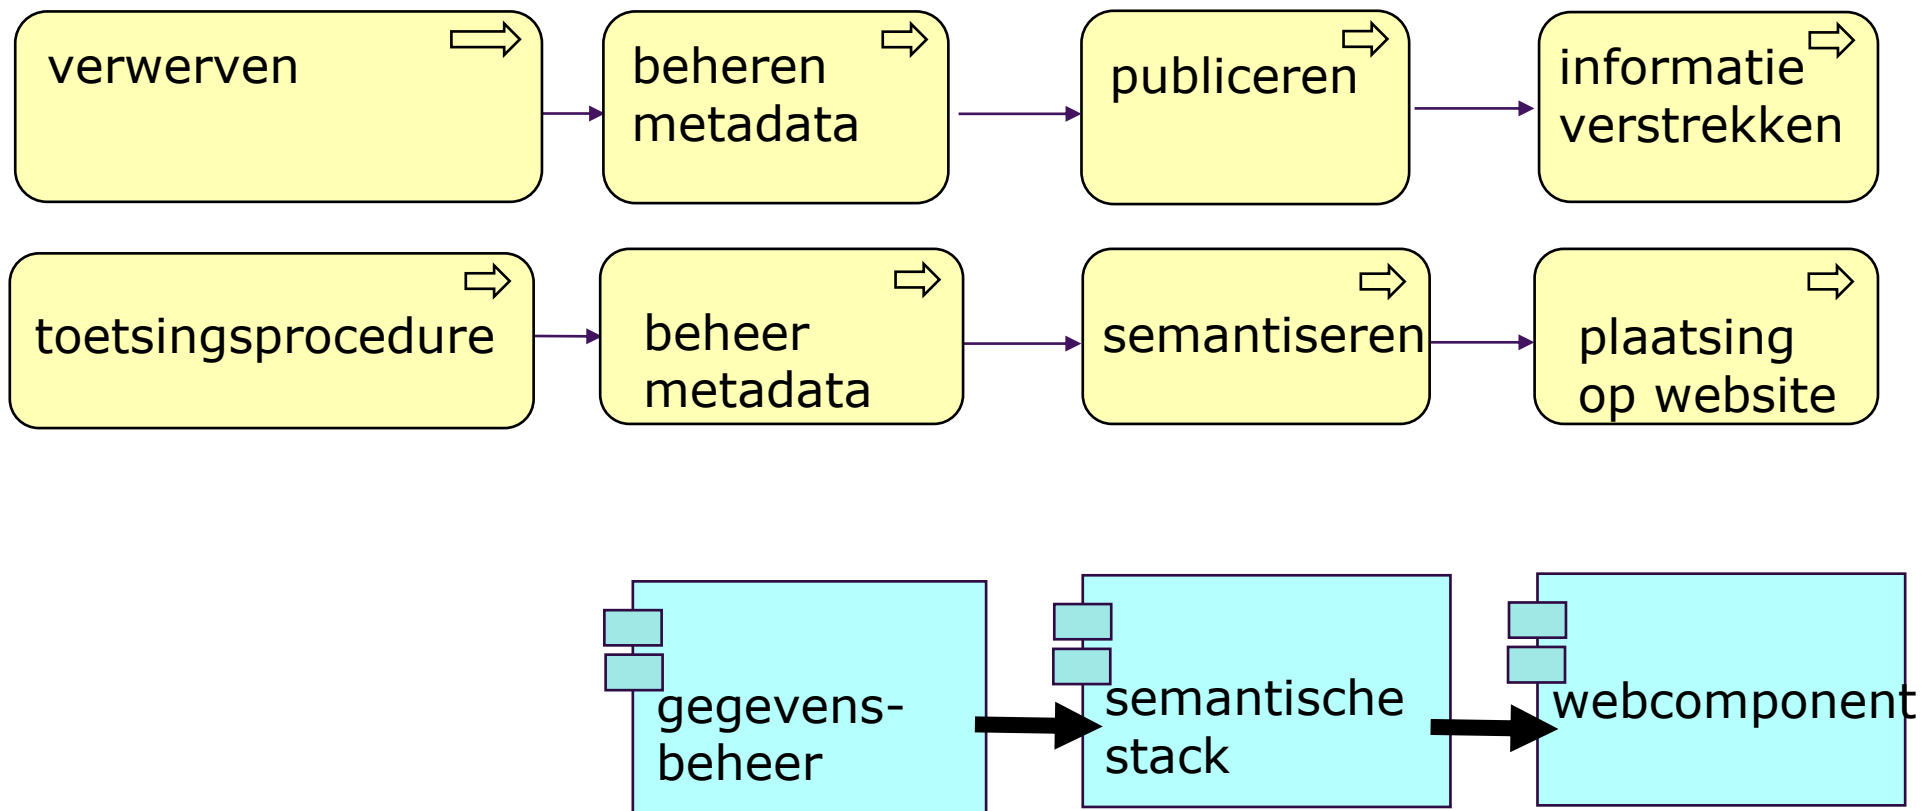 verwerven
beheren
metadata
publiceren
informatie
verstrekken
toetsingsprocedure
beheer
metadata
semantiseren
plaatsing
op website
gegevens-
beheer
semantische
stack
webcomponent